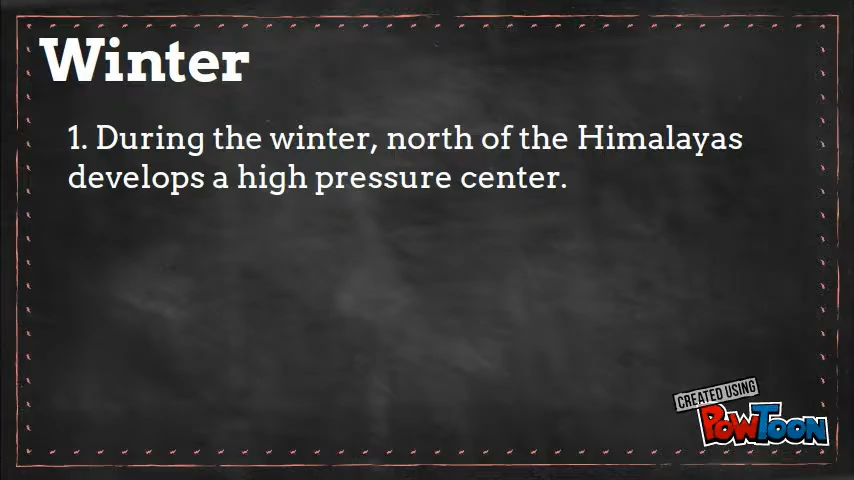 Winter
1. During the winter, north of the Himalayas
develops a high pressure center.
CREATED USING
POWTOON